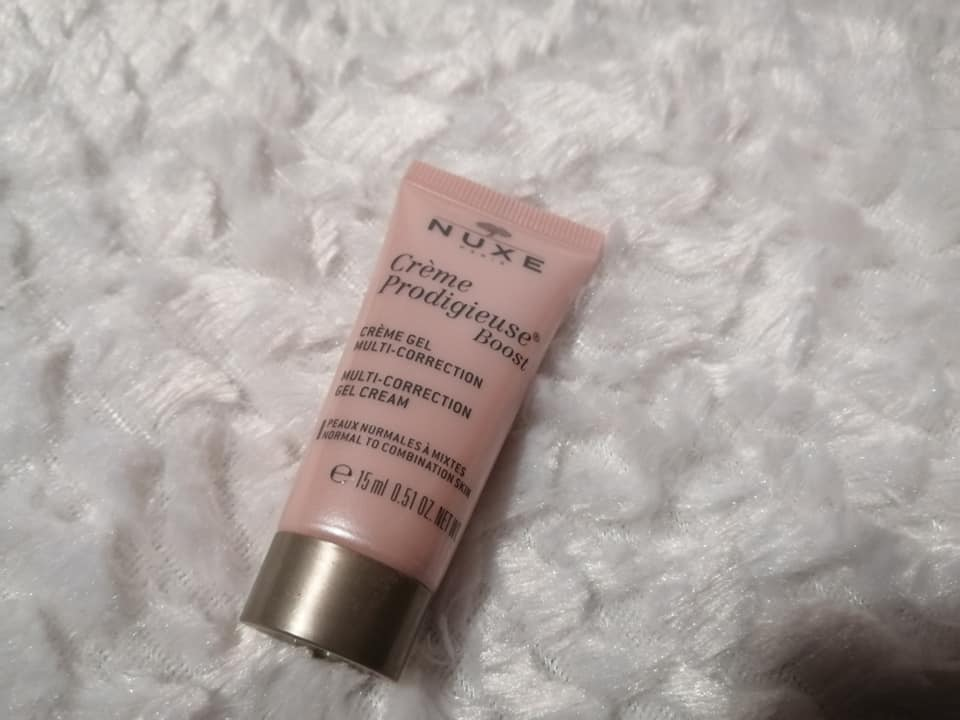 NUXE
PARIS
Crème
Prodigieuse®
Boost
CRÈME GEL
MULTI-CORRECTION
MULTI-CORRECTION
GEL CREAM
PEAUX NORMALES À MIXTES
NORMAL TO COMBINATION SKIN
℮ 15 ml 0.51 OZ. NET WT.